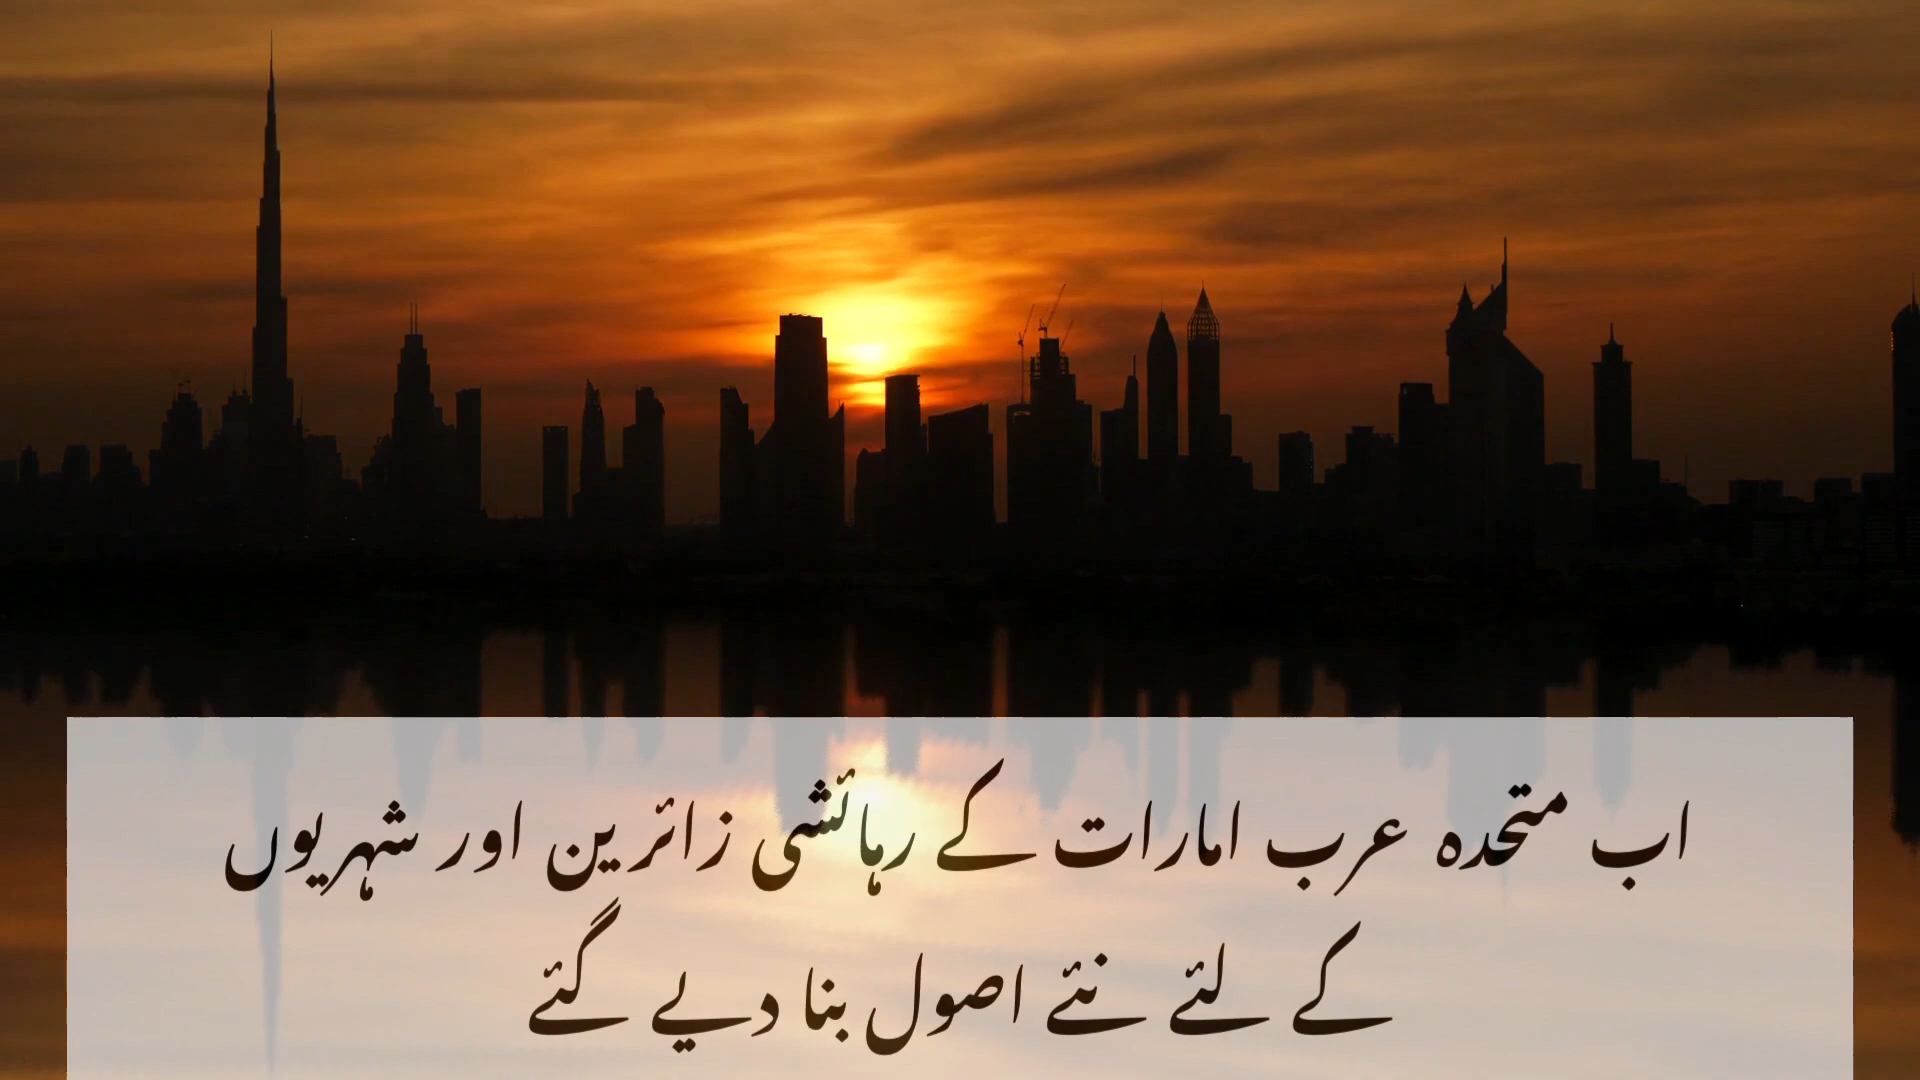 اب متحدہ عرب امارات کے رہائشی زائرین اور شہریوں
کے لئے نئے اصول بنا دیے گئے